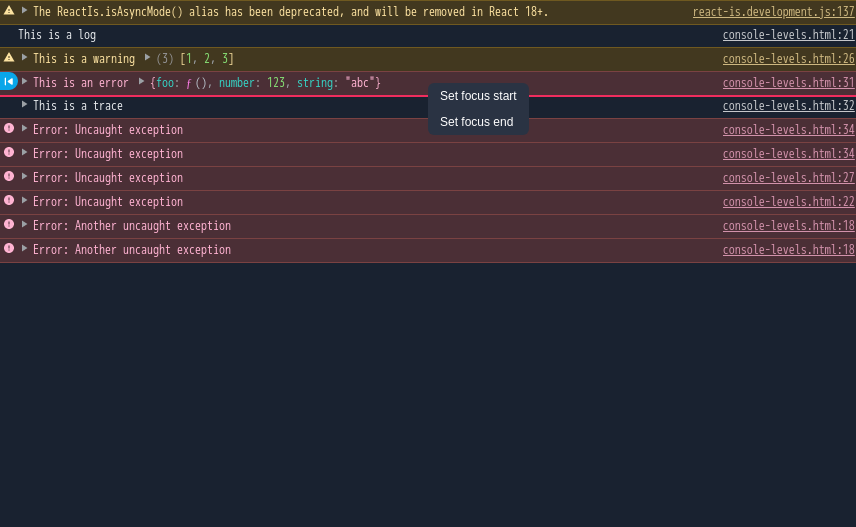 The ReactIs.isAsyncMode() alias has been deprecated, and will be removed in React 18+. react-is.development.js:137
This is a log console-levels.html:21
This is a warning (3) [1, 2, 3] console-levels.html:26
This is an error {foo: ƒ (), number: 123, string: "abc"} console-levels.html:31
Set focus start
This is a trace console-levels.html:32
Set focus end
Error: Uncaught exception console-levels.html:34
Error: Uncaught exception console-levels.html:34
Error: Uncaught exception console-levels.html:27
Error: Uncaught exception console-levels.html:22
Error: Another uncaught exception console-levels.html:18
Error: Another uncaught exception console-levels.html:18